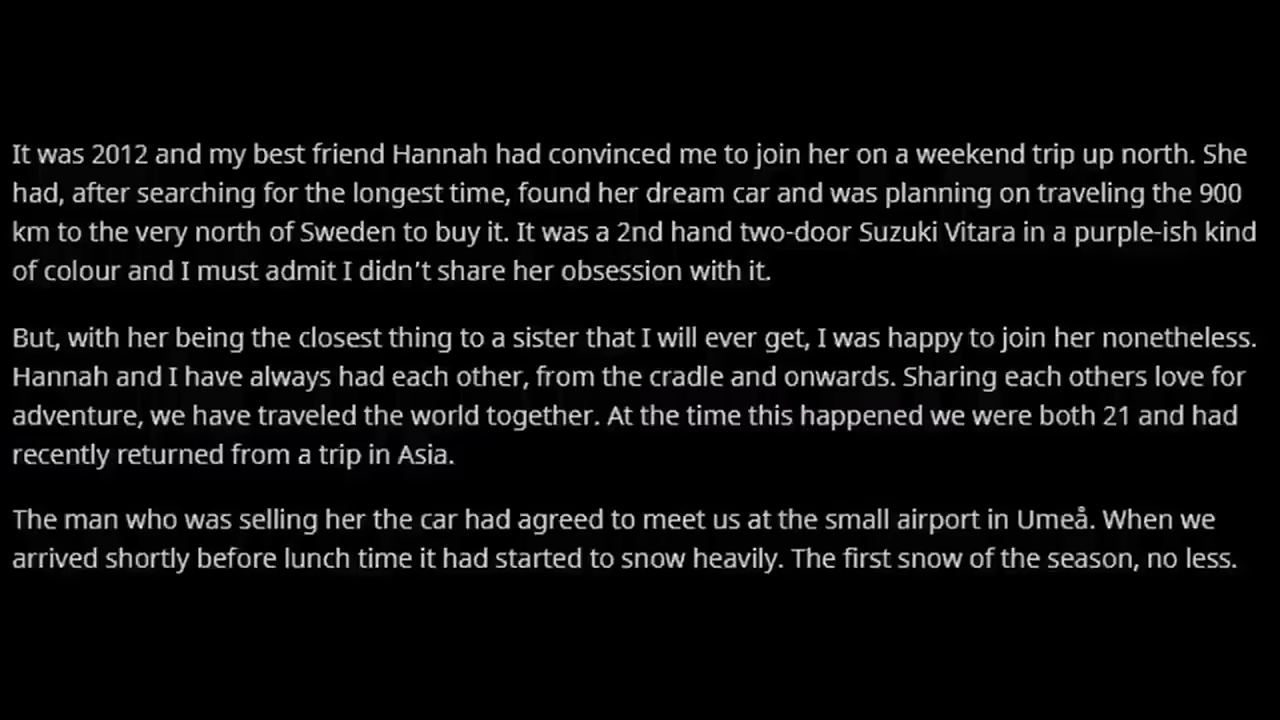 It was 2012 and my best friend Hannah had convinced me to join her on a weekend trip up north. She
had, after searching for the longest time, found her dream car and was planning on traveling the 900
km to the very north of Sweden to buy it. It was a 2nd hand two-door Suzuki Vitara in a purple-ish kind
of colour and I must admit I didn't share her obsession with it.
But, with her being the closest thing to a sister that I will ever get, I was happy to join her nonetheless.
Hannah and I have always had each other, from the cradle and onwards. Sharing each others love for
adventure, we have traveled the world together. At the time this happened we were both 21 and had
recently returned from a trip in Asia.
The man who was selling her the car had agreed to meet us at the small airport in Umeå. When we
arrived shortly before lunch time it had started to snow heavily. The first snow of the season, no less.